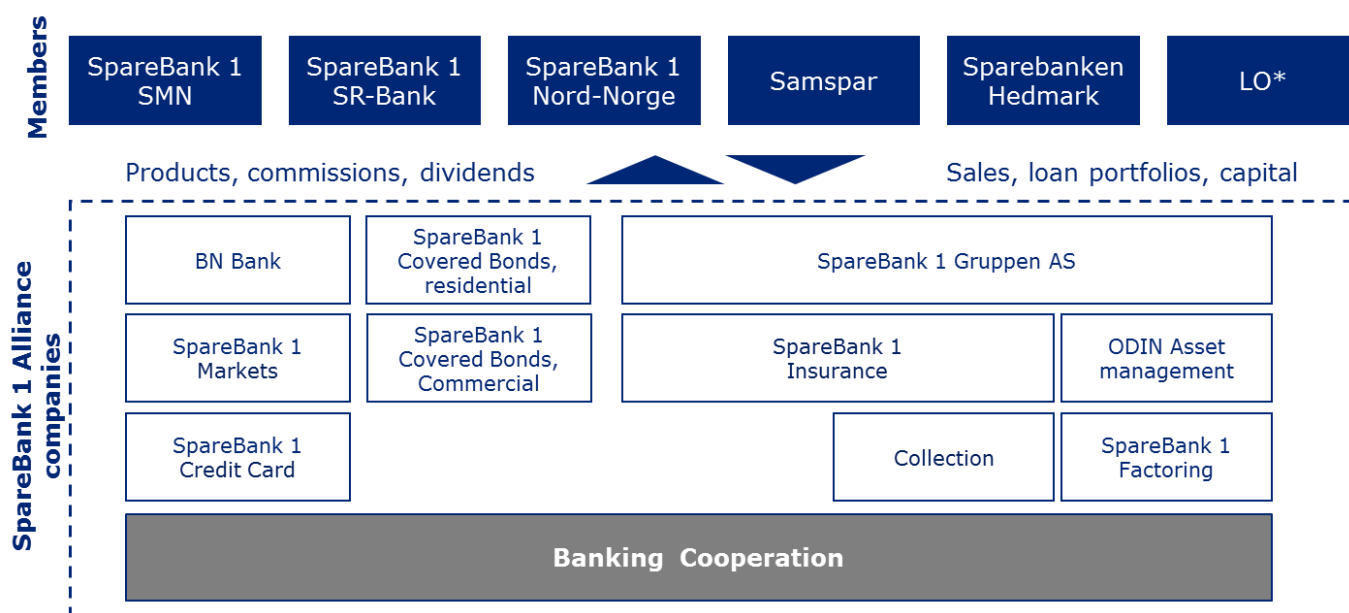 Members
SpareBank 1
SMN
SpareBank 1
SR-Bank
SpareBank 1
Nord-Norge
Samspar
Sparebanken
Hedmark
LO*
Products, commissions, dividends
Sales, loan portfolios, capital
SpareBank 1 Alliance
companies
BN Bank
SpareBank 1
Covered Bonds,
residential
SpareBank 1 Gruppen AS
SpareBank 1
Markets
SpareBank 1
Covered Bonds,
Commercial
SpareBank 1
Insurance
ODIN Asset
management
SpareBank 1
Credit Card
Collection
SpareBank 1
Factoring
Banking Cooperation